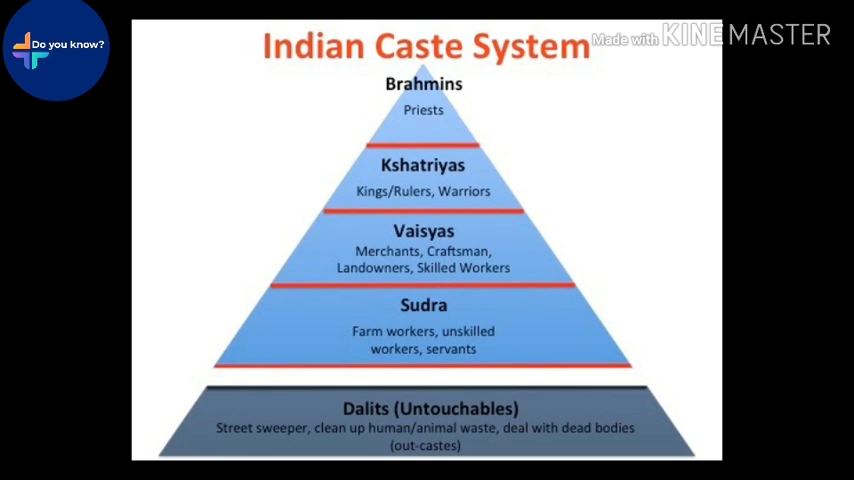 Do you know?
Indian Caste System
Made with KINEMASTER
Brahmins
Priests
Kshatriyas
Kings/Rulers, Warriors
Vaisyas
Merchants, Craftsman,
Landowners, Skilled Workers
Sudra
Farm workers, unskilled
workers, servants
Dalits (Untouchables)
Street sweeper, clean up human/animal waste, deal with dead bodies
(out-castes)